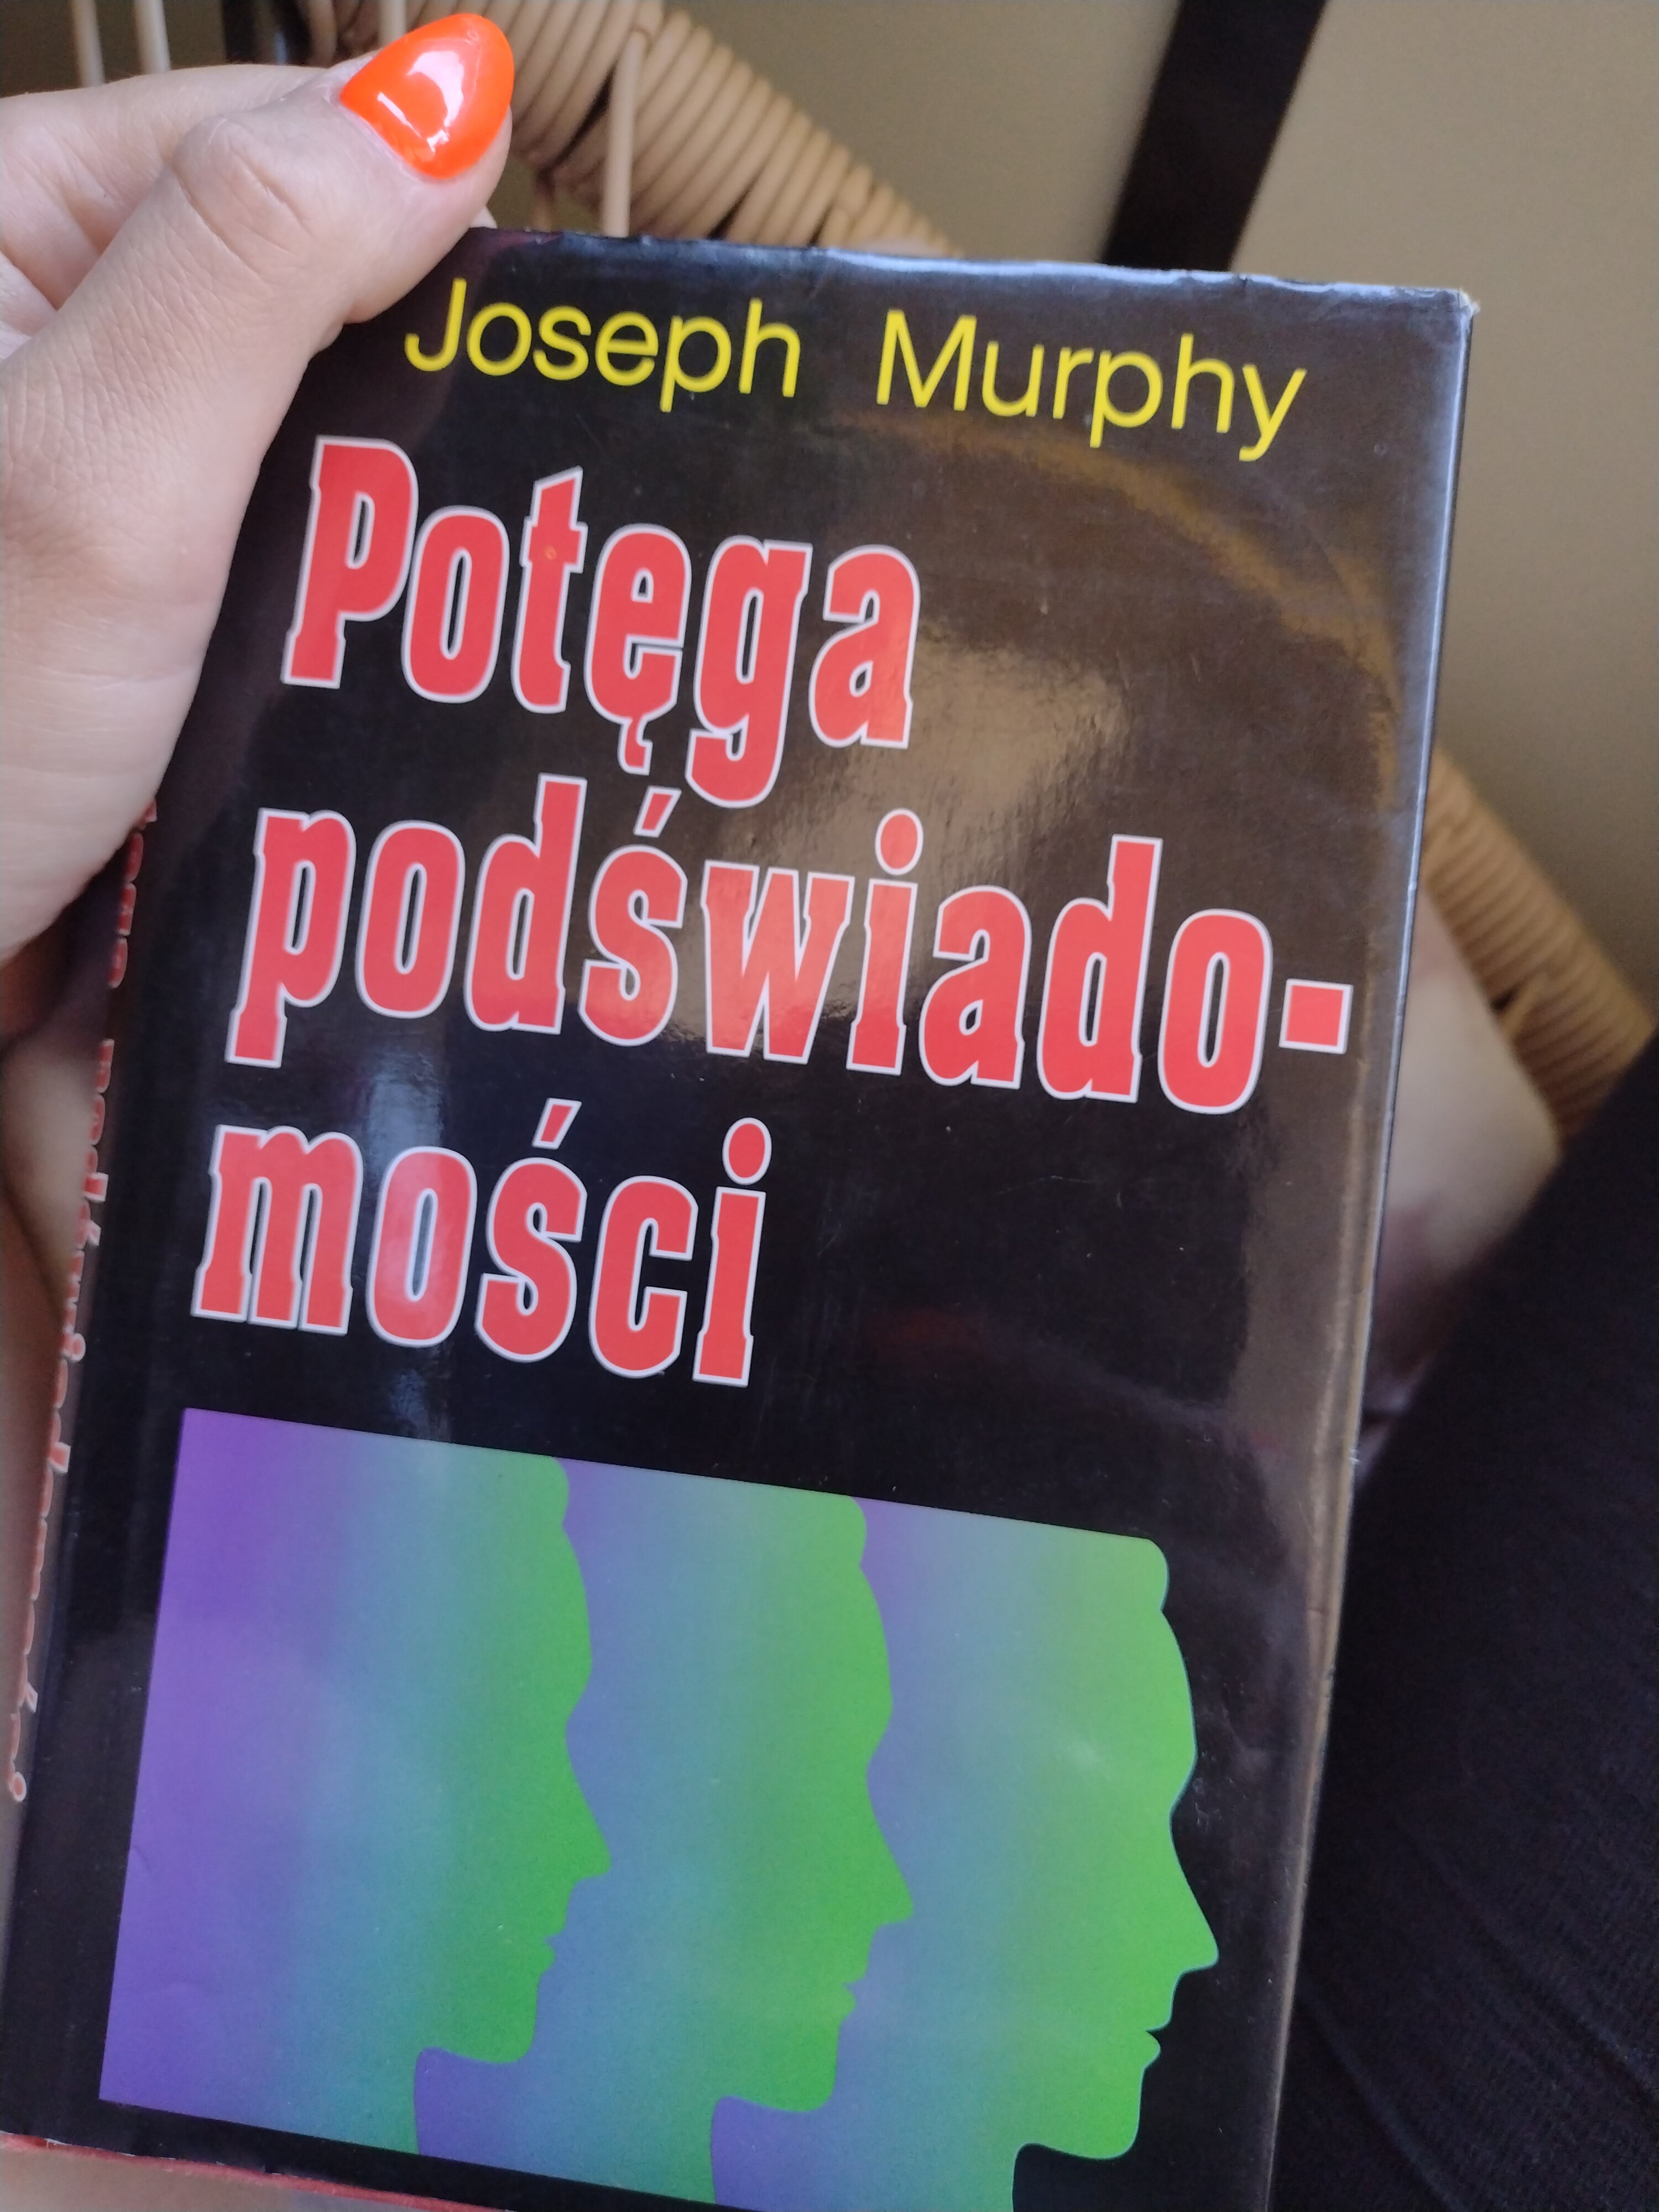 Joseph Murphy
Potęga
podświado-
mości